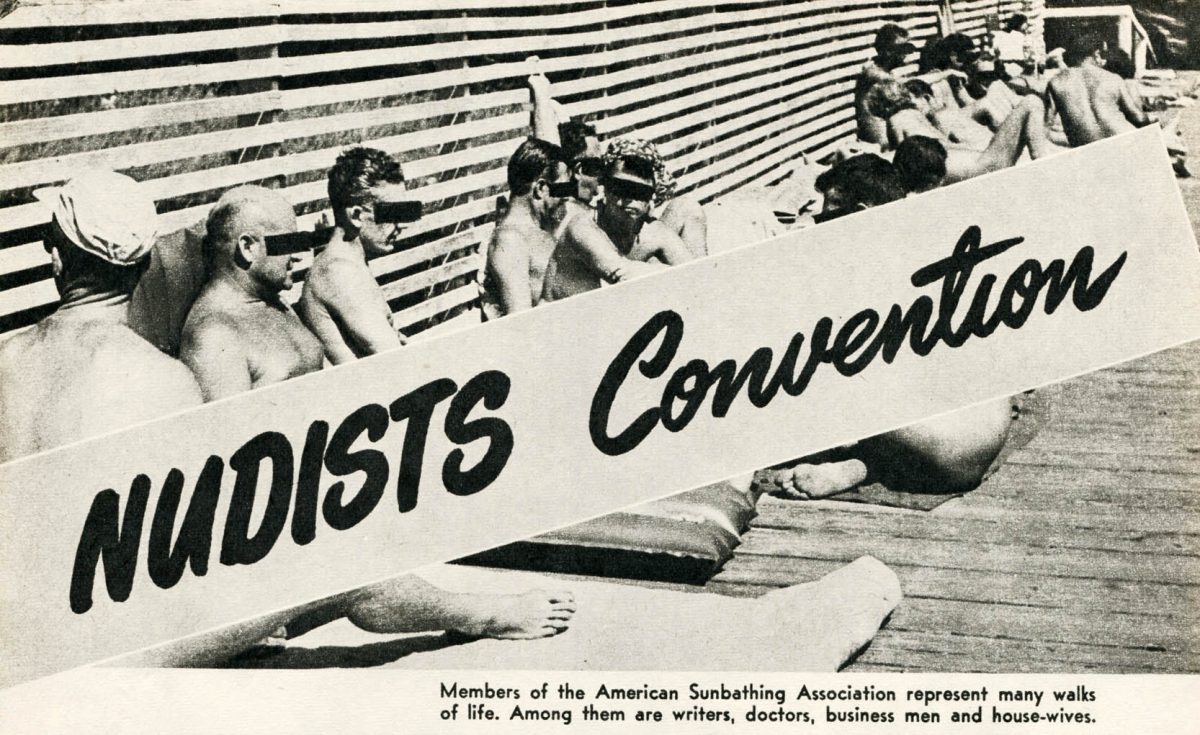 NUDISTS Convention
Members of the American Sunbathing Association represent many walks
of life. Among them are writers, doctors, business men and house-wives.